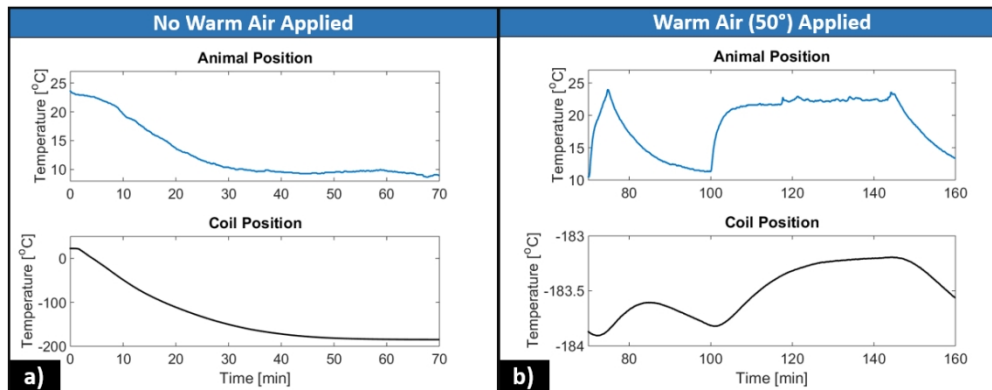 No Warm Air Applied
Animal Position
Temperature [°C]
25
20
15
10
0 10 20 30 40 50 60 70
Coil Position
Temperature [°C]
0
-100
-200
0 10 20 30 40 50 60 70
Time [min]
a)
Warm Air (50°) Applied
Animal Position
Temperature [°C]
25
20
15
10
80 100 120 140 160
Coil Position
Temperature [°C]
-183
-183.5
-184
80 100 120 140 160
Time [min]
b)